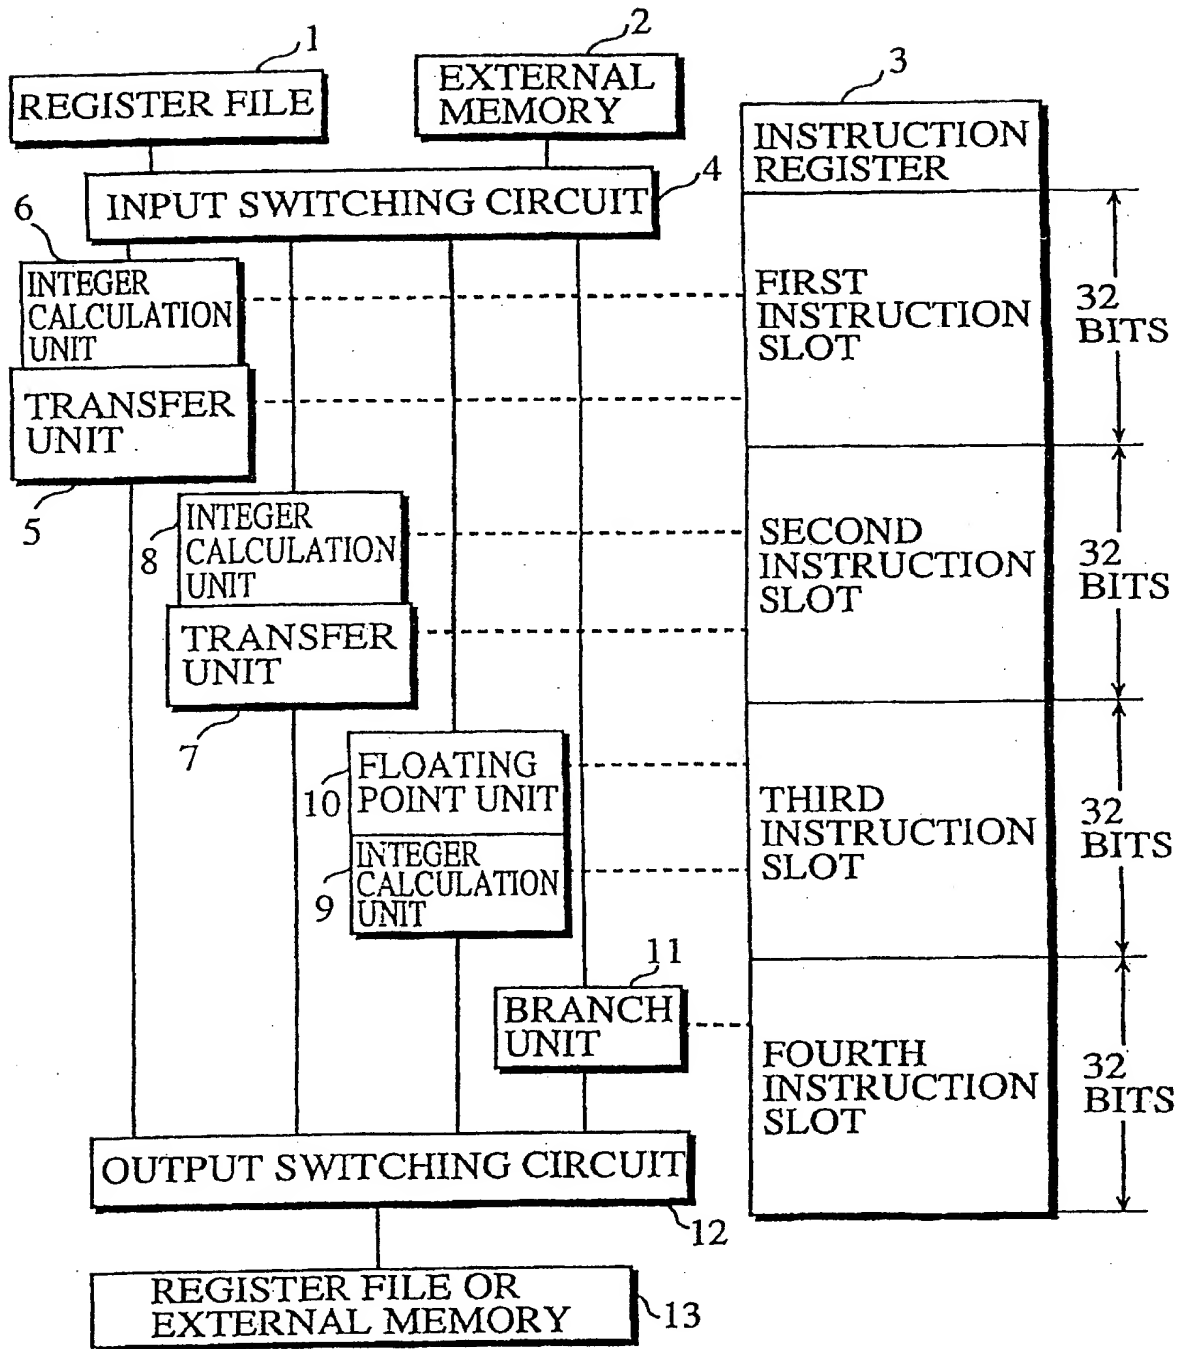 1
REGISTER FILE
2
EXTERNAL
MEMORY
3
INSTRUCTION
REGISTER
4
INPUT SWITCHING CIRCUIT
6
INTEGER
CALCULATION
UNIT
TRANSFER
UNIT
5
FIRST
INSTRUCTION
SLOT
32
BITS
8
INTEGER
CALCULATION
UNIT
TRANSFER
UNIT
7
SECOND
INSTRUCTION
SLOT
32
BITS
10
FLOATING
POINT UNIT
9
INTEGER
CALCULATION
UNIT
THIRD
INSTRUCTION
SLOT
32
BITS
11
BRANCH
UNIT
FOURTH
INSTRUCTION
SLOT
32
BITS
OUTPUT SWITCHING CIRCUIT
12
REGISTER FILE OR
EXTERNAL MEMORY
13